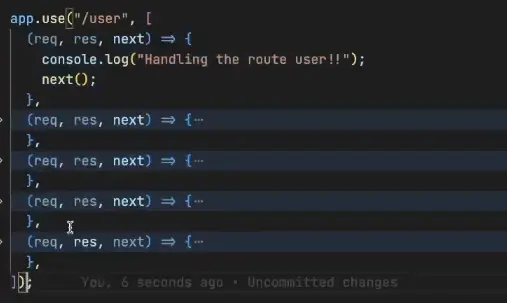 app.use("/user", [
(req, res, next) => {
console.log("Handling the route user!!");
next();
},
(req, res, next) => {⋯
},
(req, res, next) => {⋯
},
(req, res, next) => {⋯
},
(req, res, next) => {⋯
},
]); You, 6 seconds ago • Uncommitted changes